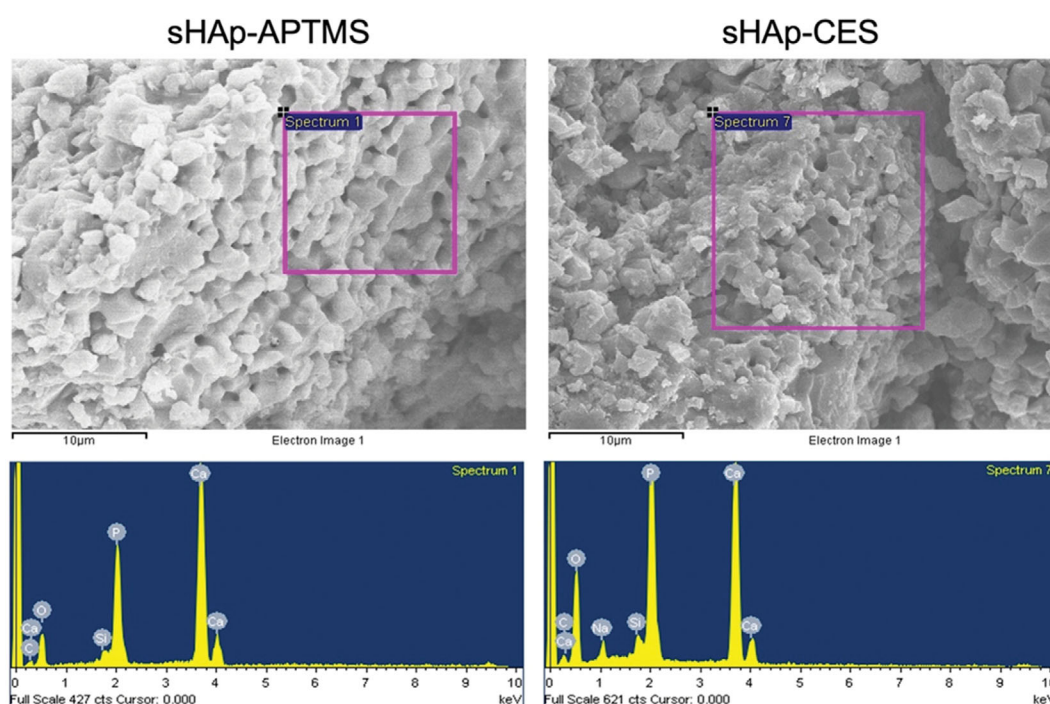 sHAp-APTMS
sHAp-CES
Spectrum 1
Spectrum 7
10μm
Electron Image 1
10μm
Electron Image 1
Spectrum 1
Ca
P
O
Ca
C
Si
Ca
0 1 2 3 4 5 6 7 8 9 10
Full Scale 427 cts Cursor: 0.000
keV
Spectrum 7
P
Ca
O
C
Ca
Na
Si
Ca
0 1 2 3 4 5 6 7 8 9
Full Scale 621 cts Cursor: 0.000
keV